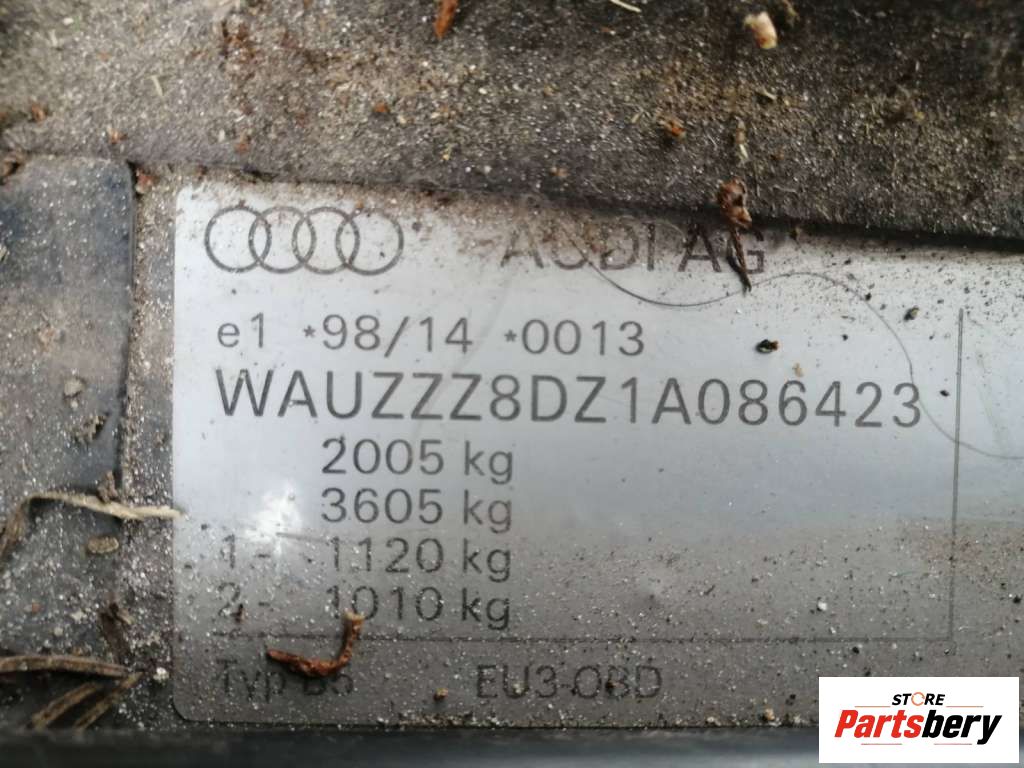 AUDI AG
e1 *98/14 *0013
WAUZZZ8DZ1A086423
2005 kg
3605 kg
1 - 1120 kg
2 - 1010 kg
Typ B5 EU3-OBD
STORE
Partsbery